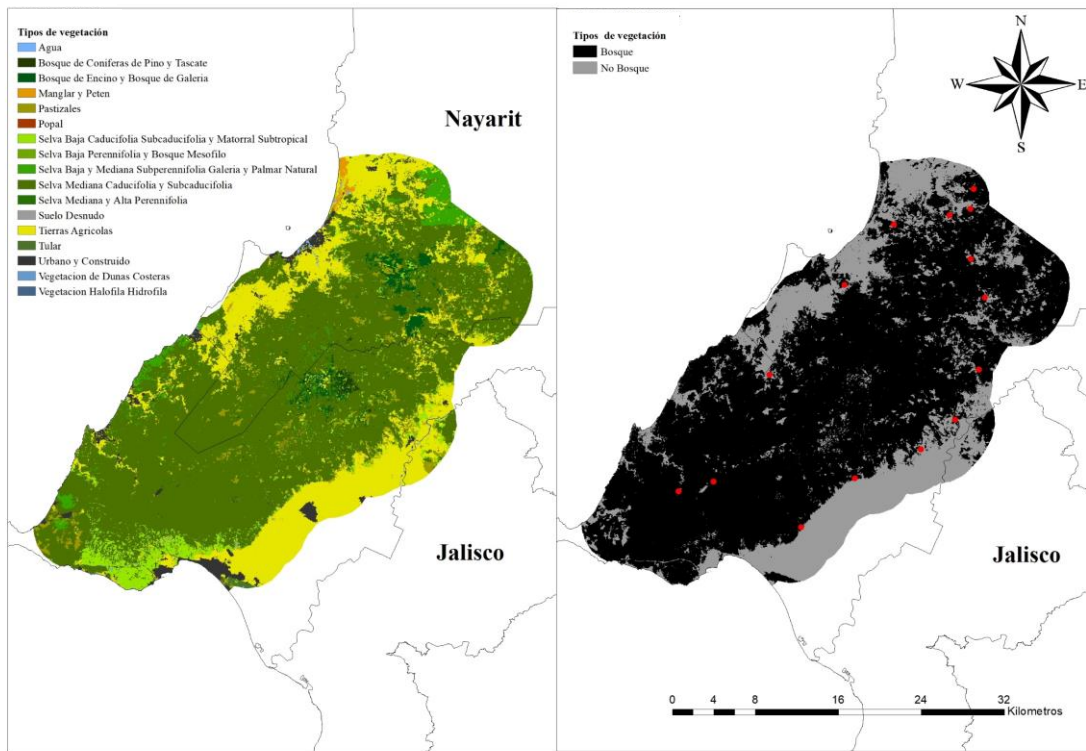 Tipos de vegetación
Agua
Bosque de Coniferas de Pino y Tascate
Bosque de Encino y Bosque de Galeria
Manglar y Peten
Pastizales
Popal
Selva Baja Caducifolia Subcaducifolia y Matorral Subtropical
Selva Baja Perennifolia y Bosque Mesofilo
Selva Baja y Mediana Subperennifolia Galeria y Palmar Natural
Selva Mediana Caducifolia y Subcaducifolia
Selva Mediana y Alta Perennifolia
Suelo Desnudo
Tierras Agricolas
Tular
Urbano y Construido
Vegetacion de Dunas Costeras
Vegetacion Halofila Hidrofila
Nayarit
Jalisco
Tipos de vegetación
Bosque
No Bosque
N
W E
S
Nayarit
Jalisco
0 4 8 16 24 32
Kilometros